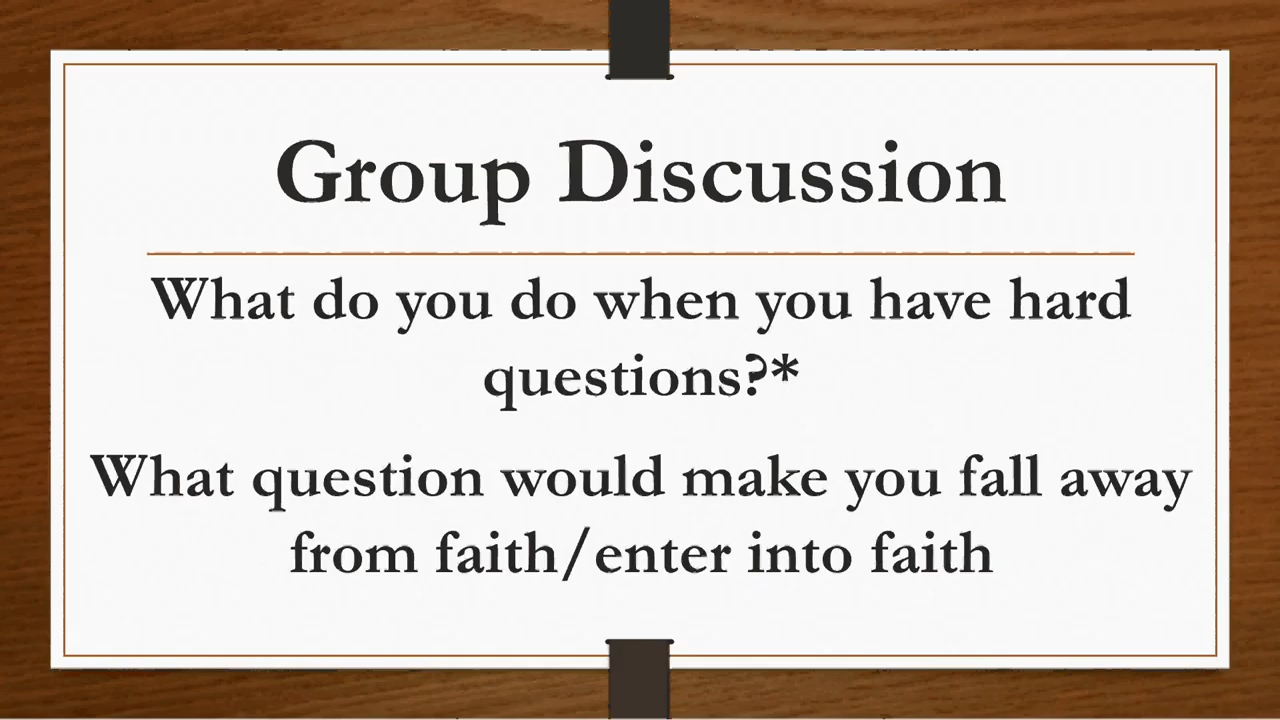 Group Discussion
What do you do when you have hard
questions?*
What question would make you fall away
from faith/enter into faith